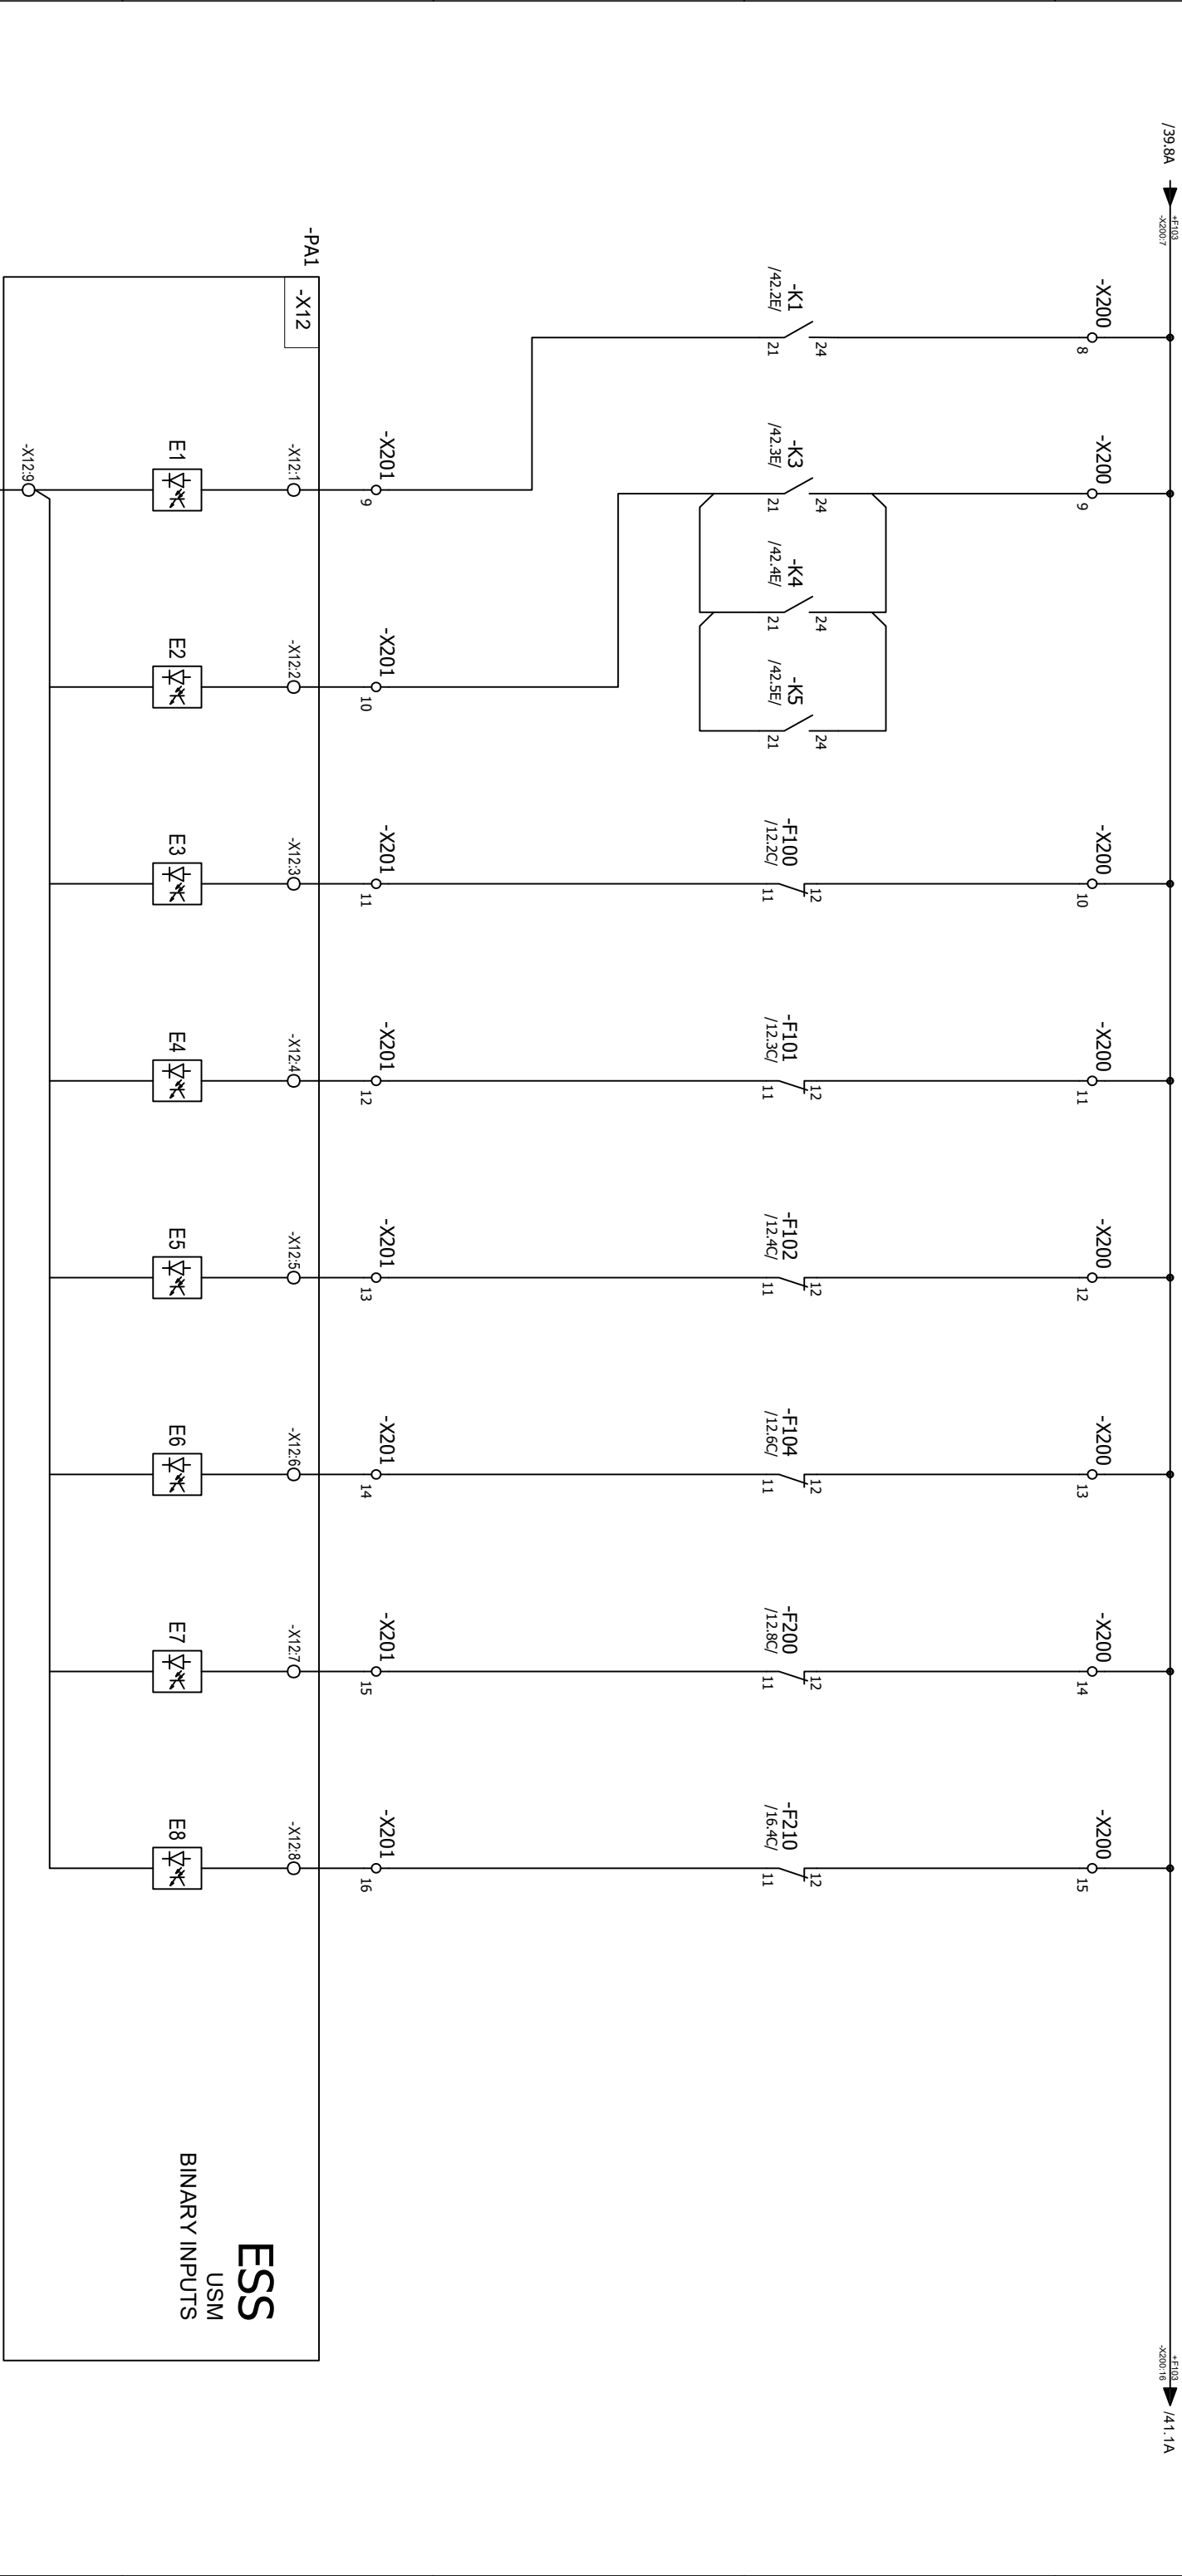 /39.8A
+F103
-X200:7
+F103
-X200:16
/41.1A
-X200
8
-X200
9
-X200
10
-X200
11
-X200
12
-X200
13
-X200
14
-X200
15
-K1
/42.2E/
24
21
-K3
/42.3E/
24
21
-K4
/42.4E/
24
21
-K5
/42.5E/
24
21
-F100
/12.2C/
12
11
-F101
/12.3C/
12
11
-F102
/12.4C/
12
11
-F104
/12.6C/
12
11
-F200
/12.8C/
12
11
-F210
/16.4C/
12
11
-X201
9
-X201
10
-X201
11
-X201
12
-X201
13
-X201
14
-X201
15
-X201
16
-PA1
-X12
-X12:1
-X12:2
-X12:3
-X12:4
-X12:5
-X12:6
-X12:7
-X12:8
E1
E2
E3
E4
E5
E6
E7
E8
ESS
USM
BINARY INPUTS
-X12:9